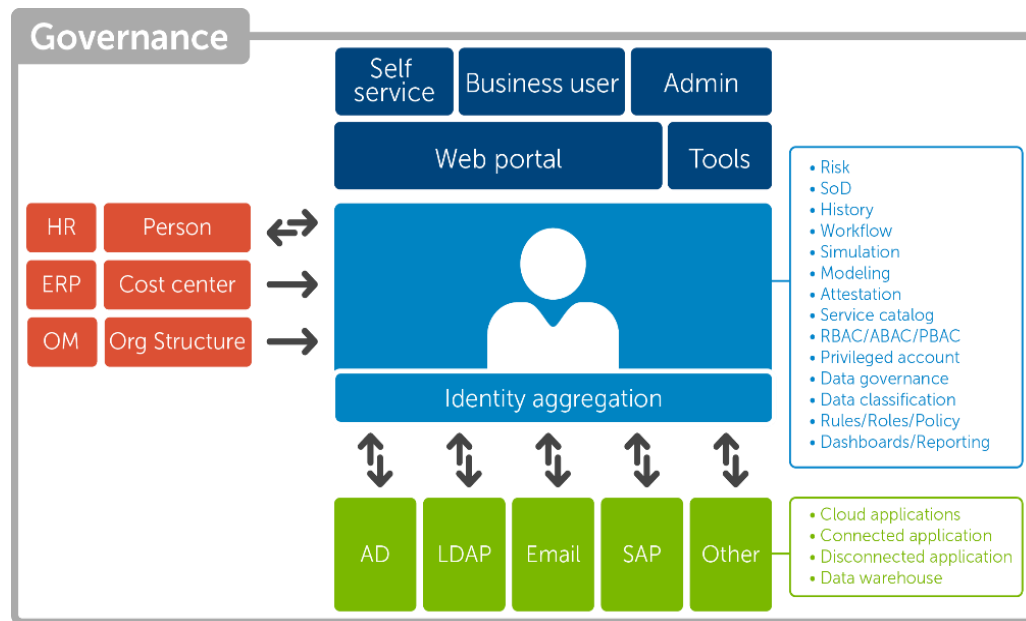 Governance
Self
service
Business user
Admin
Web portal
Tools
HR
Person
ERP
Cost center
OM
Org Structure
Identity aggregation
• Risk
• SoD
• History
• Workflow
• Simulation
• Modeling
• Attestation
• Service catalog
• RBAC/ABAC/PBAC
• Privileged account
• Data governance
• Data classification
• Rules/Roles/Policy
• Dashboards/Reporting
AD
LDAP
Email
SAP
Other
• Cloud applications
• Connected application
• Disconnected application
• Data warehouse